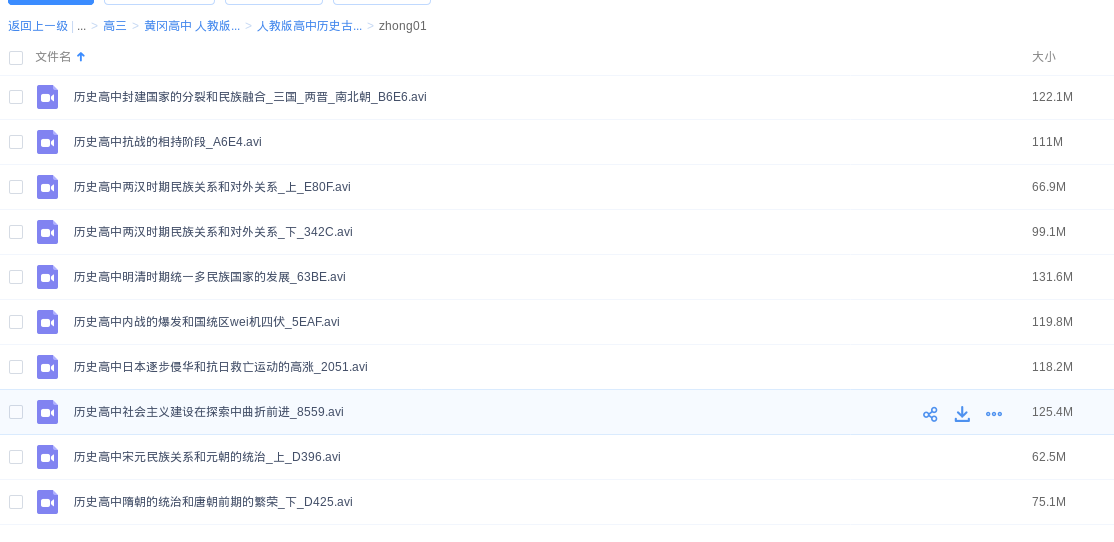 返回上一级 | ... > 高三 > 黄冈高中 人教版... > 人教版高中历史古... > zhong01
文件名 大小
历史高中封建国家的分裂和民族融合_三国_两晋_南北朝_B6E6.avi 122.1M
历史高中抗战的相持阶段_A6E4.avi 111M
历史高中两汉时期民族关系和对外关系_上_E80F.avi 66.9M
历史高中两汉时期民族关系和对外关系_下_342C.avi 99.1M
历史高中明清时期统一多民族国家的发展_63BE.avi 131.6M
历史高中内战的爆发和国统区wei机四伏_5EAF.avi 119.8M
历史高中日本逐步侵华和抗日救亡运动的高涨_2051.avi 118.2M
历史高中社会主义建设在探索中曲折前进_8559.avi 125.4M
历史高中宋元民族关系和元朝的统治_上_D396.avi 62.5M
历史高中隋朝的统治和唐朝前期的繁荣_下_D425.avi 75.1M